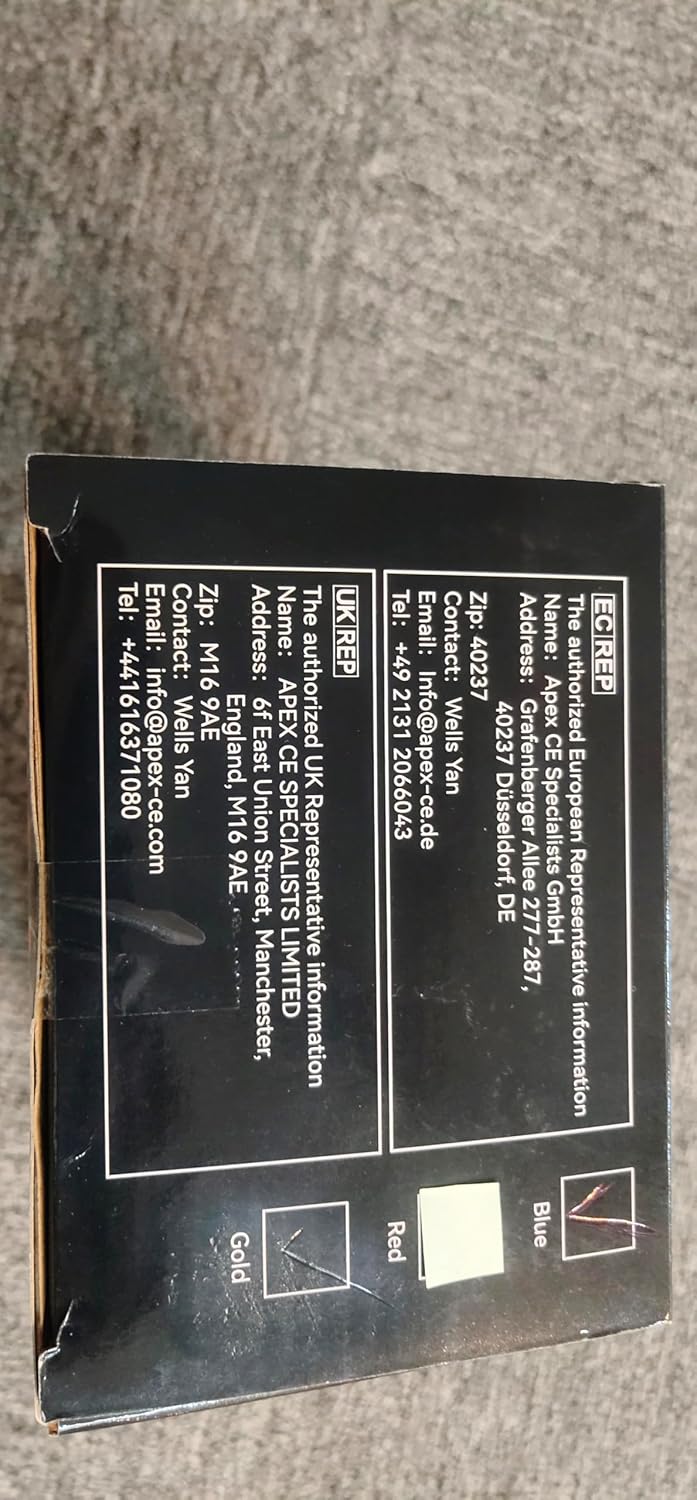 EC REP
The authorized European Representative information
Name: Apex CE Specialists GmbH
Address: Grafenberger Allee 277-287,
40237 Düsseldorf, DE
Zip: 40237
Contact: Wells Yan
Email: Info@apex-ce.de
Tel: +49 2131 2066043
UK REP
The authorized UK Representative information
Name: APEX CE SPECIALISTS LIMITED
Address: 6f East Union Street, Manchester,
England, M16 9AE
Zip: M16 9AE
Contact: Wells Yan
Email: info@apex-ce.com
Tel: +441616371080
Blue
Red
Gold